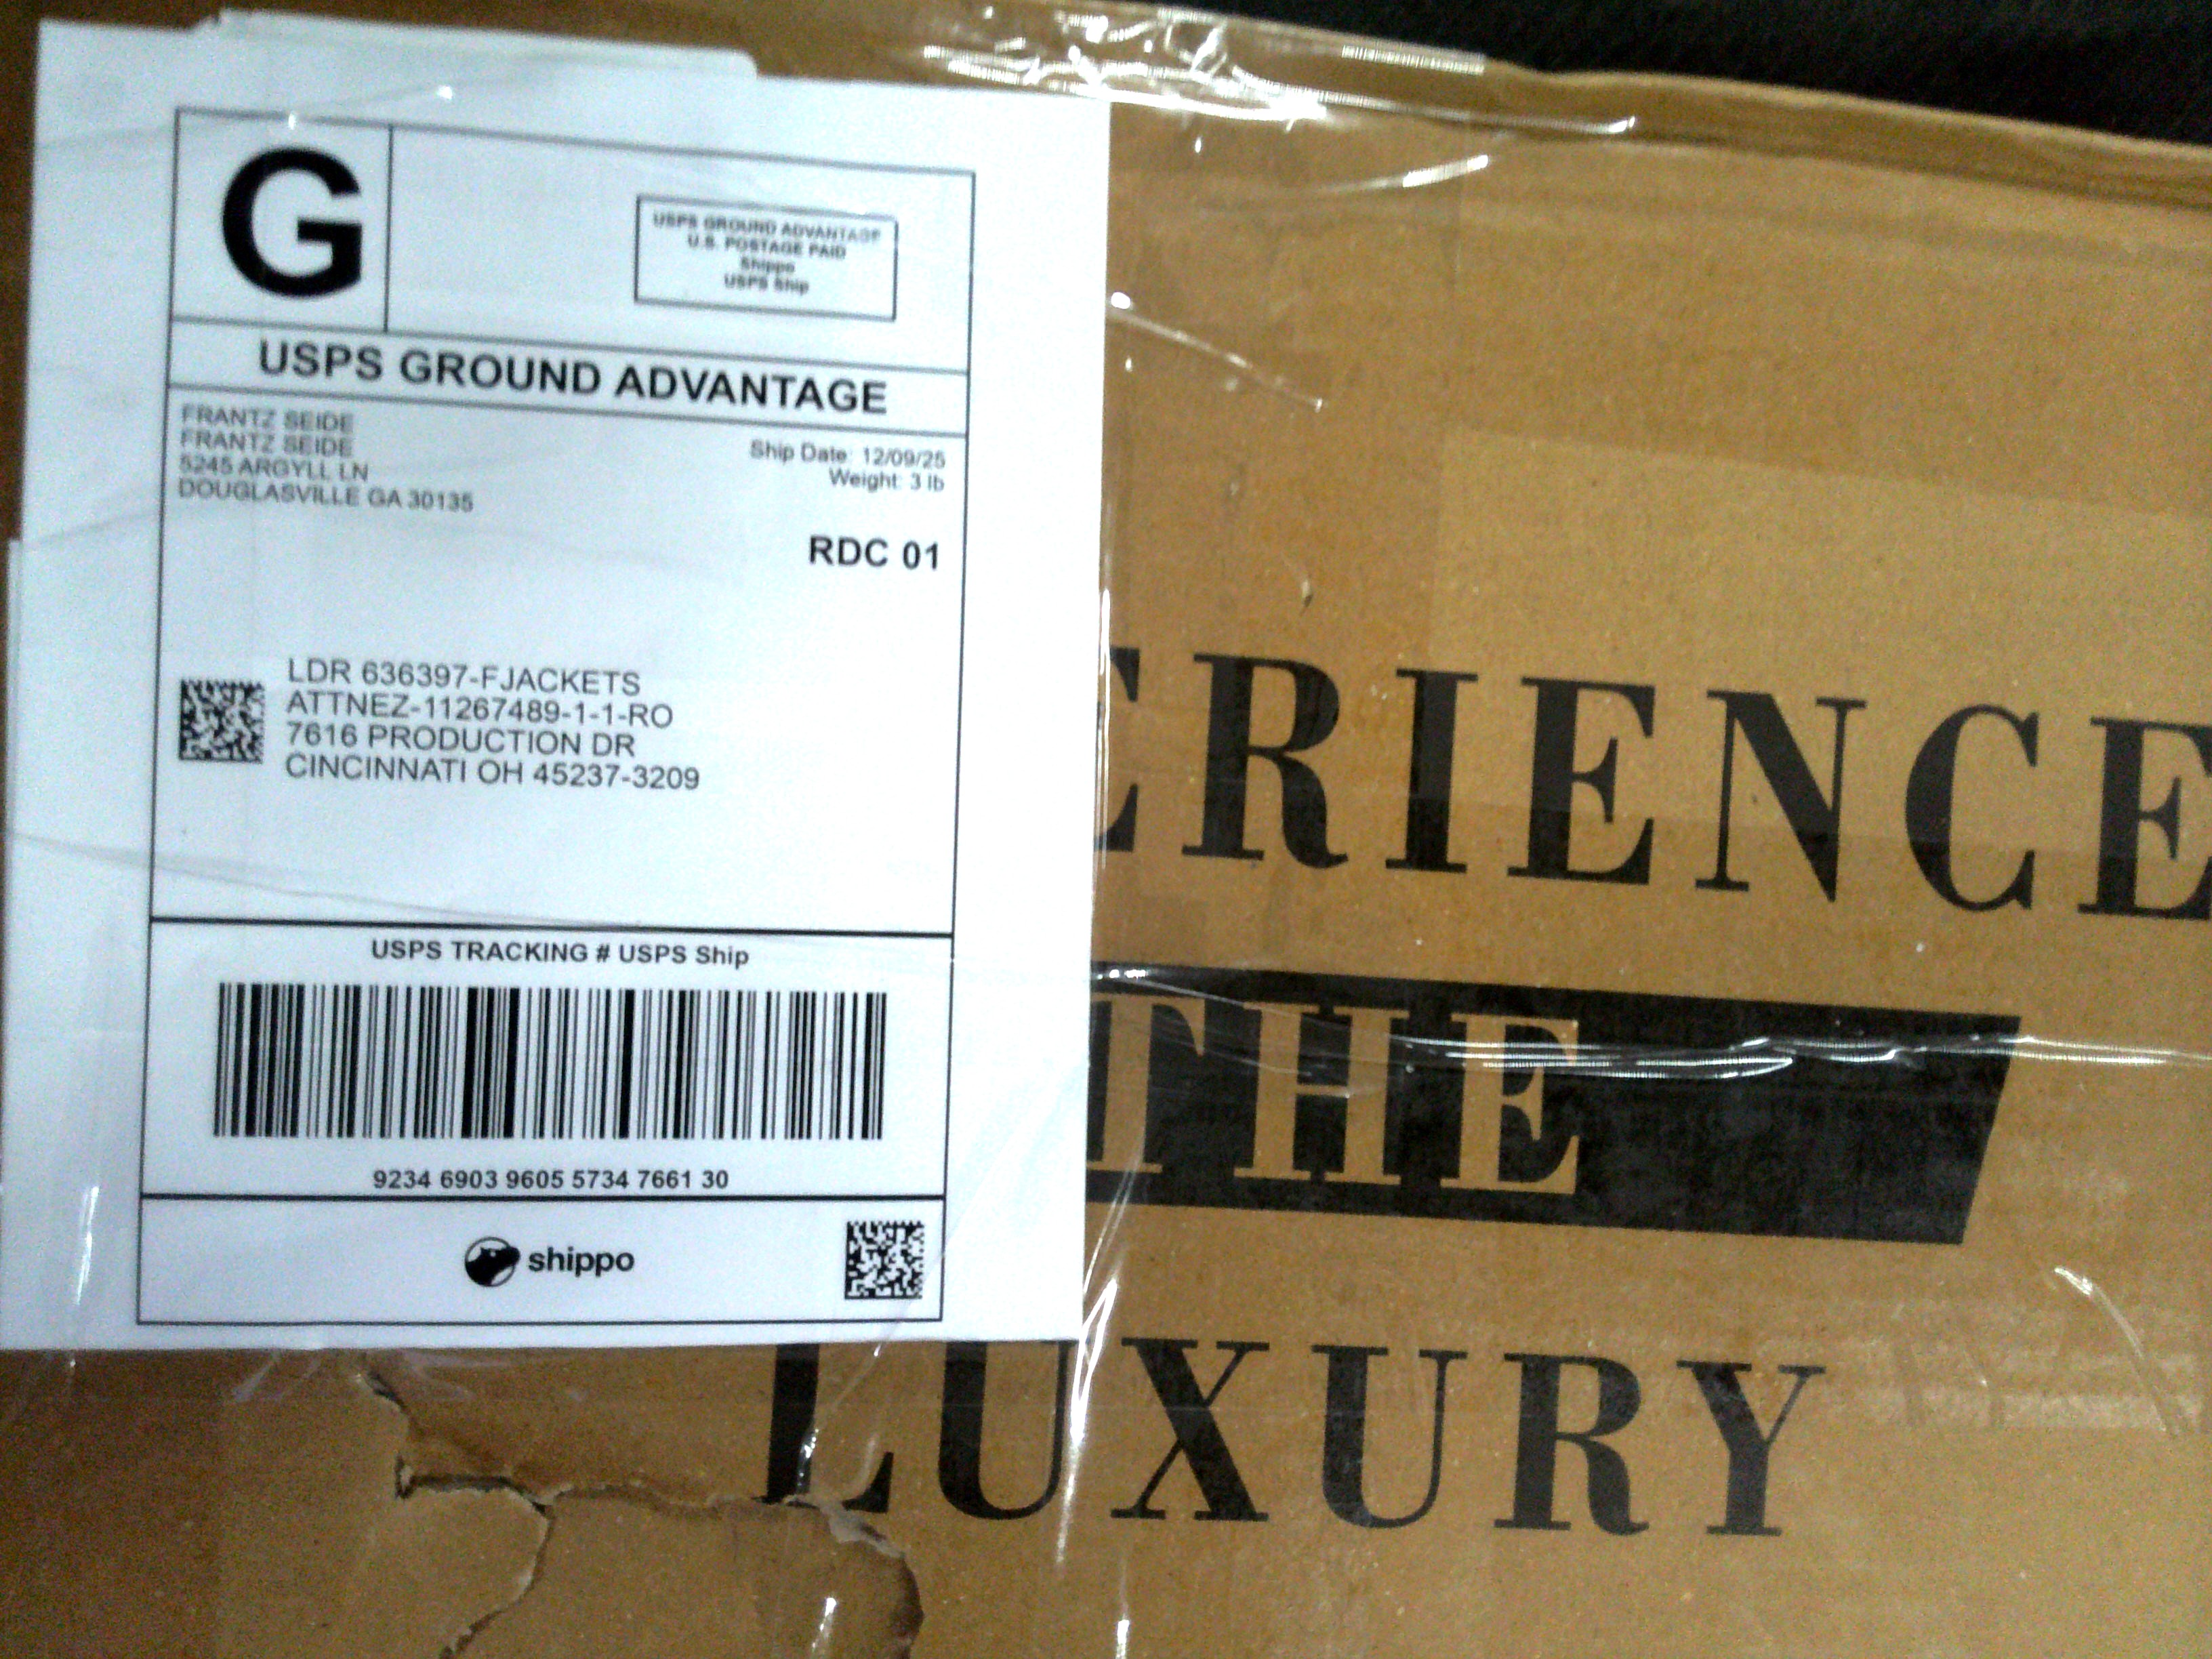 G
USPS GROUND ADVANTAGE
U.S. POSTAGE PAID
Shippo
USPS Ship
USPS GROUND ADVANTAGE
FRANTZ SEIDE
FRANTZ SEIDE
5245 ARGYLL LN
DOUGLASVILLE GA 30135
Ship Date: 12/09/25
Weight: 3 lb
RDC 01
LDR 636397-FJACKETS
ATTNEZ-11267489-1-1-RO
7616 PRODUCTION DR
CINCINNATI OH 45237-3209
USPS TRACKING # USPS Ship
9234 6903 9605 5734 7661 30
shippo
ERIENCE
THE
LUXURY